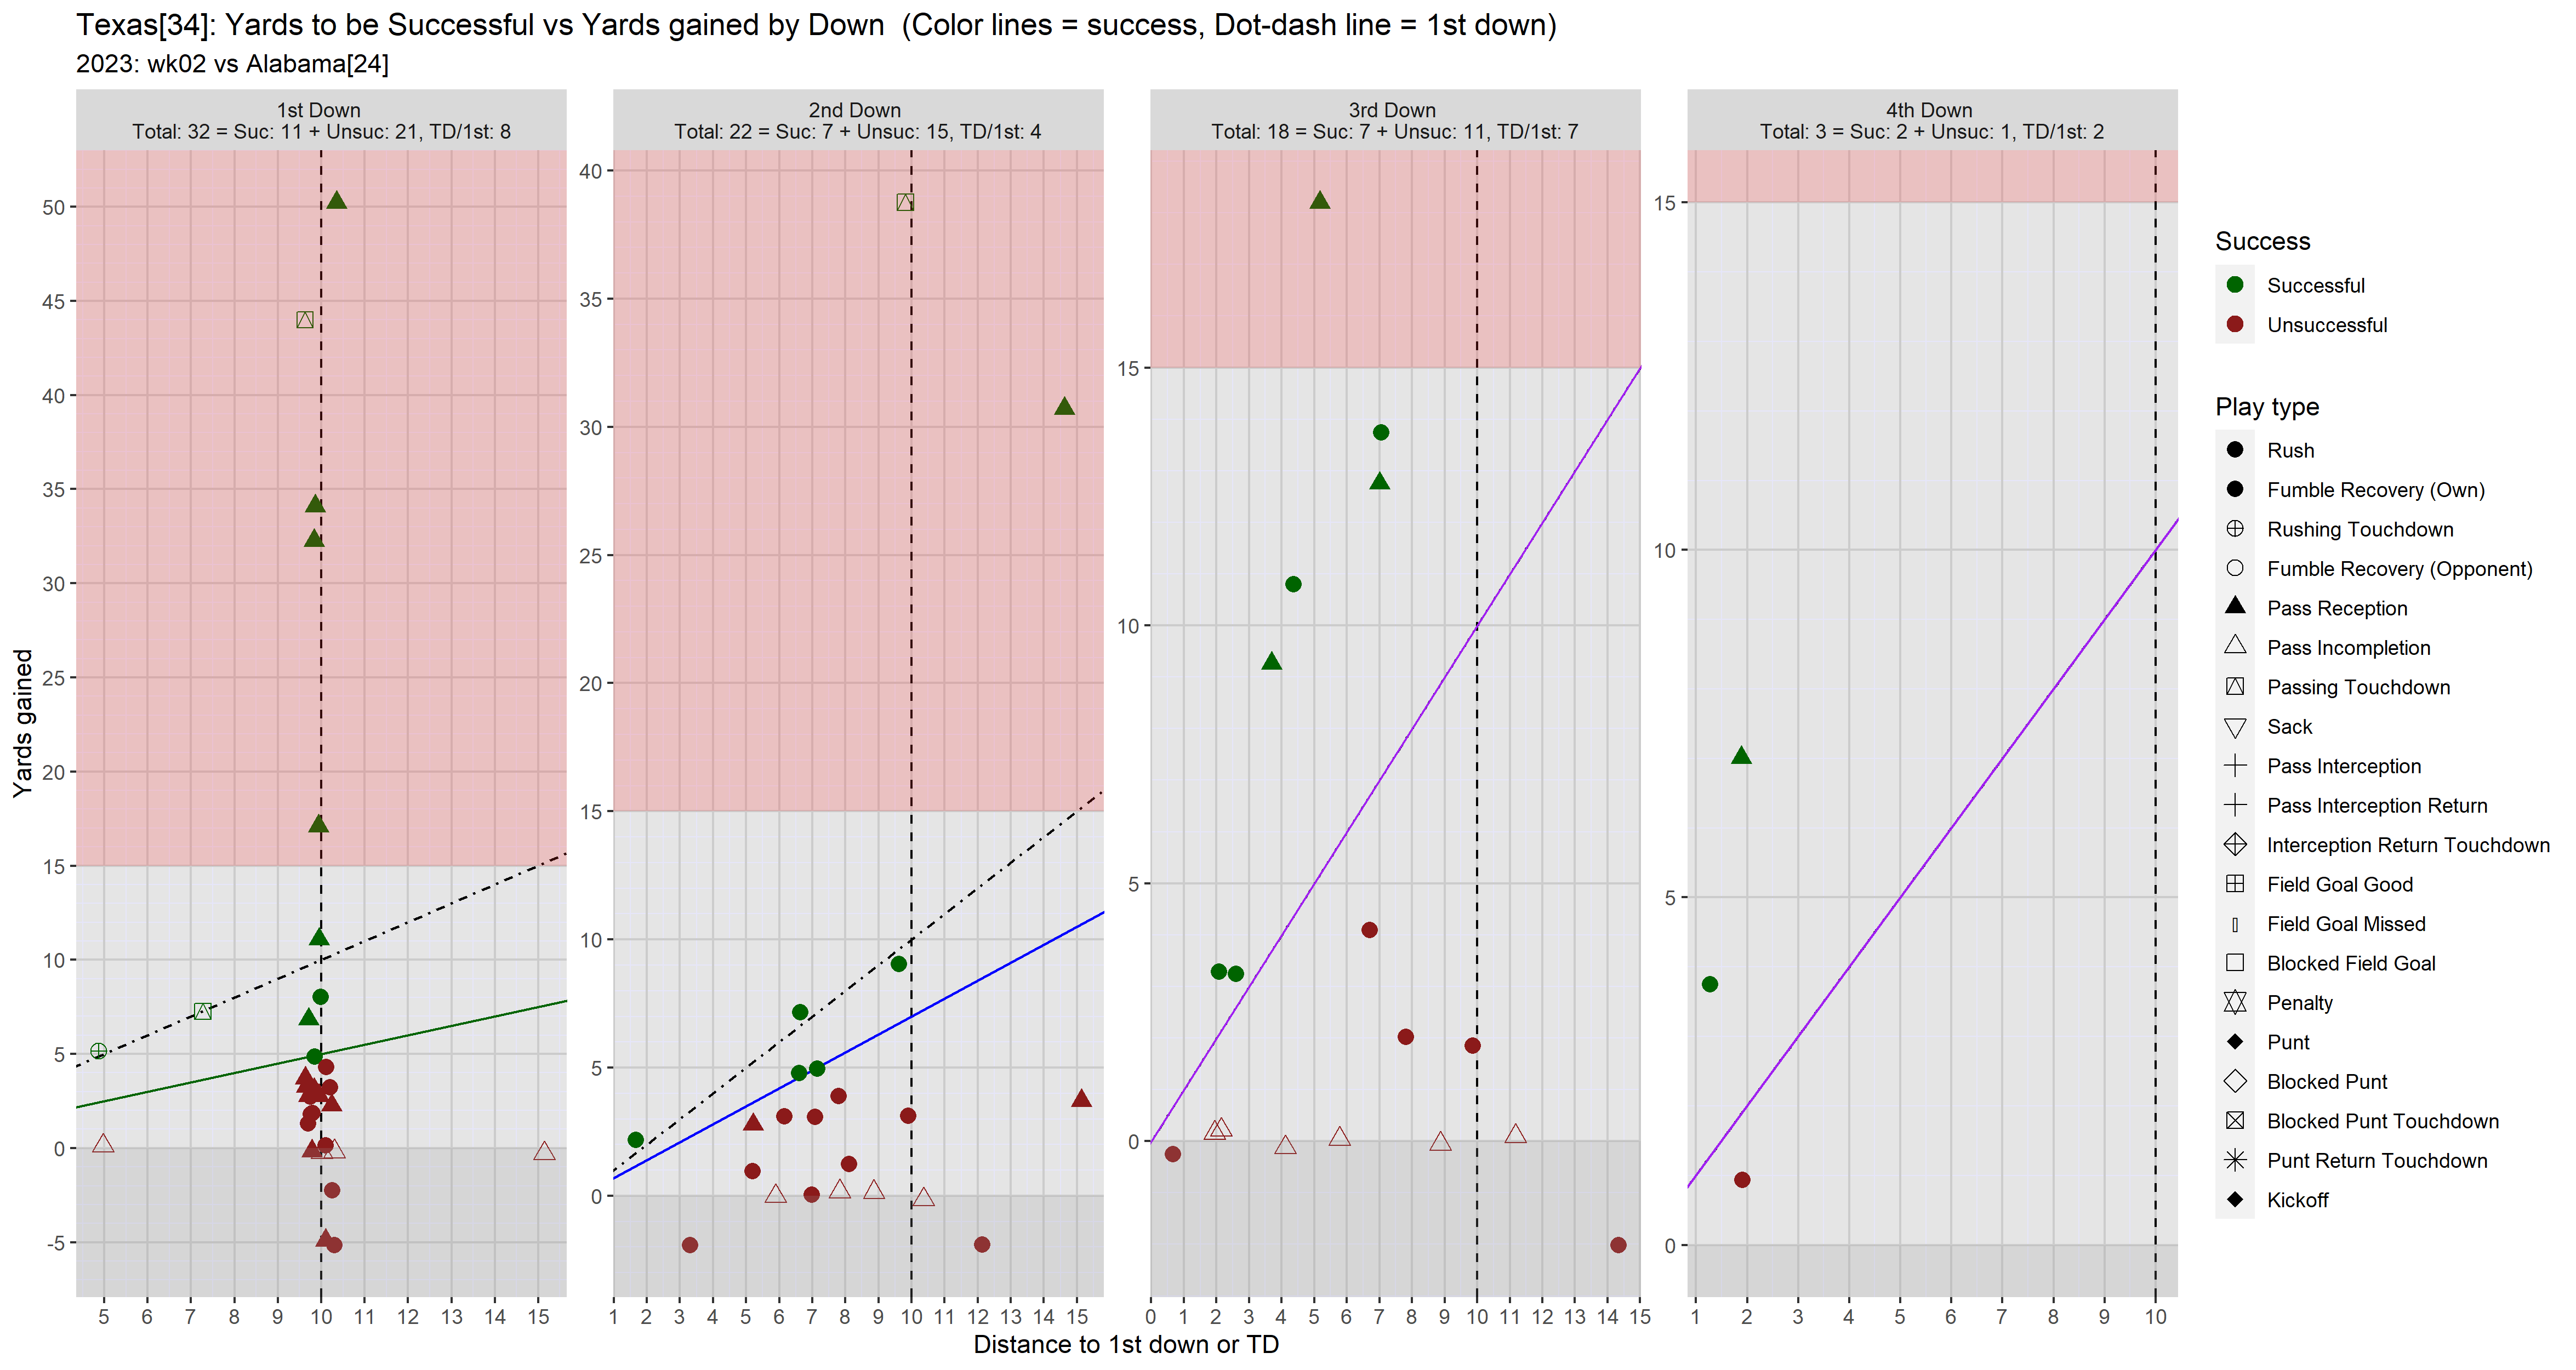 Texas[34]: Yards to be Successful vs Yards gained by Down  (Color lines = success, Dot-dash line = 1st down)
2023: wk02 vs Alabama[24]
1st Down
Total: 32 = Suc: 11 + Unsuc: 21, TD/1st: 8
2nd Down
Total: 22 = Suc: 7 + Unsuc: 15, TD/1st: 4
3rd Down
Total: 18 = Suc: 7 + Unsuc: 11, TD/1st: 7
4th Down
Total: 3 = Suc: 2 + Unsuc: 1, TD/1st: 2
Yards gained
50
45
40
35
30
25
20
15
10
5
0
-5
5 6 7 8 9 10 11 12 13 14 15
40
35
30
25
20
15
10
5
0
1 2 3 4 5 6 7 8 9 10 11 12 13 14 15
15
10
5
0
0 1 2 3 4 5 6 7 8 9 10 11 12 13 14 15
15
10
5
0
1 2 3 4 5 6 7 8 9 10
Distance to 1st down or TD
Success
Successful
Unsuccessful
Play type
Rush
Fumble Recovery (Own)
Rushing Touchdown
Fumble Recovery (Opponent)
Pass Reception
Pass Incompletion
Passing Touchdown
Sack
Pass Interception
Pass Interception Return
Interception Return Touchdown
Field Goal Good
Field Goal Missed
Blocked Field Goal
Penalty
Punt
Blocked Punt
Blocked Punt Touchdown
Punt Return Touchdown
Kickoff